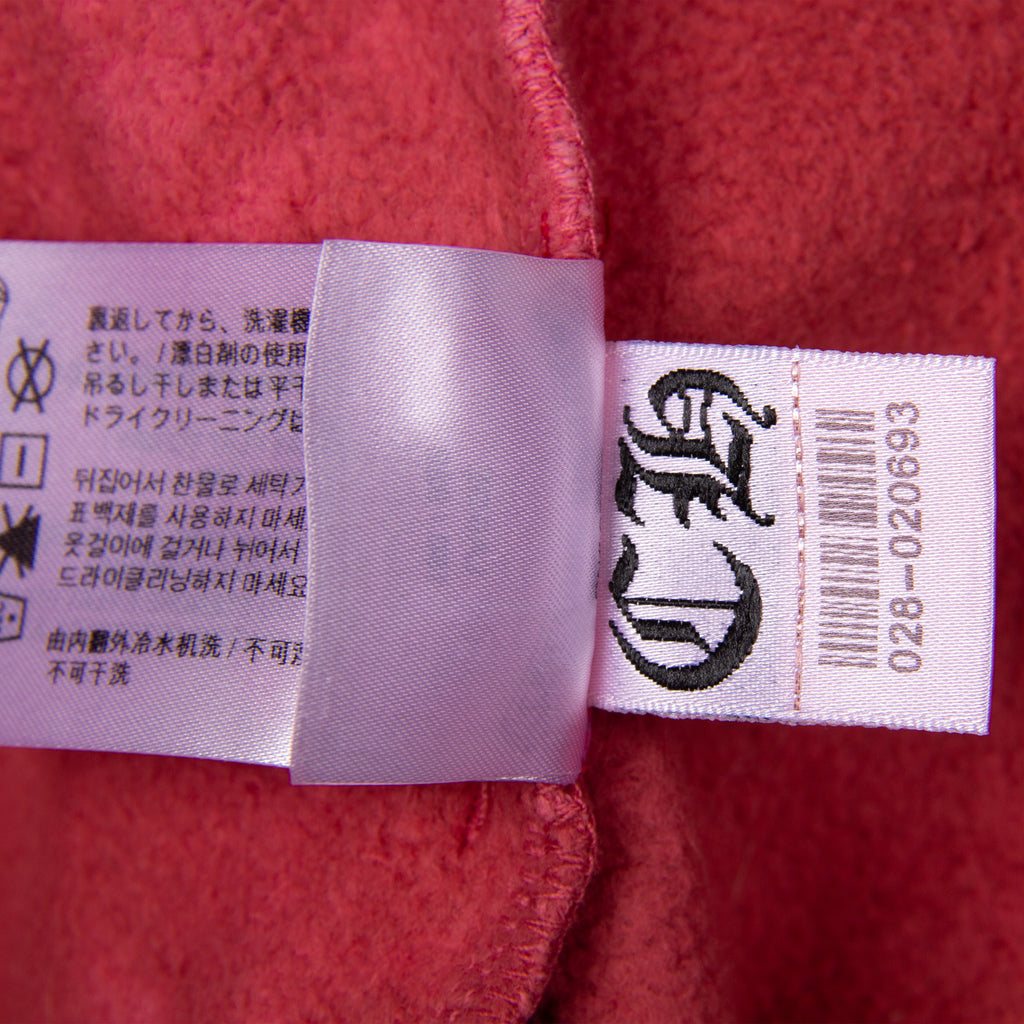 裏返してから、洗濯機
さい。/ 漂白剤の使用
吊るし干しまたは平干
ドライクリーニングは
뒤집어서 찬물로 세탁기
표백제를 사용하지 마세
옷걸이에 걸거나 뉘어서
드라이클리닝하지 마세요
由内翻外冷水机洗 / 不可漂
不可干洗
028-020693